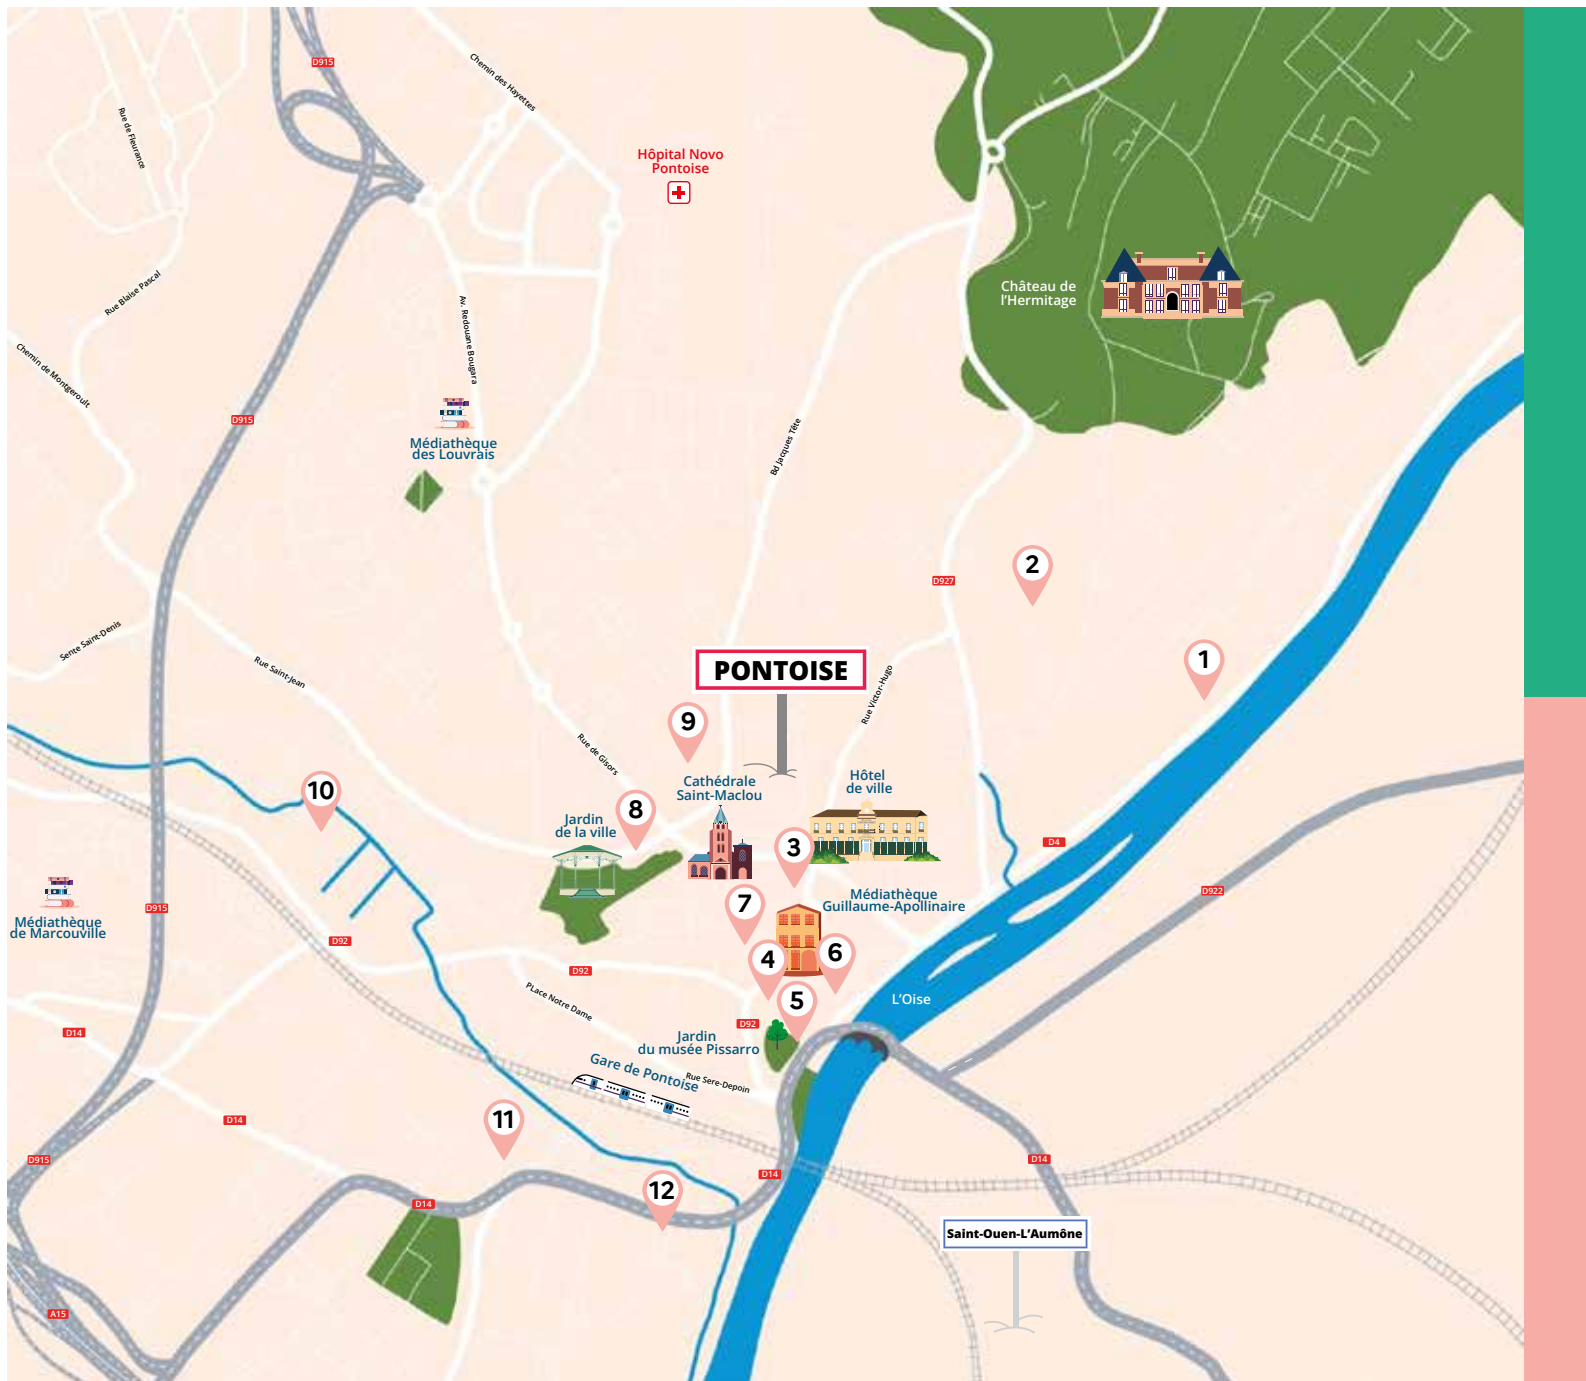 D915
Chemin des Hayettes
Rue de Fleurance
Hôpital Novo
Pontoise
Rue Blaise Pascal
Château de
l'Hermitage
Av. Redouane Bougara
Chemin de Montgeroult
D915
Médiathèque
des Louvrais
Bd Jacques Tête
2
D927
Sente Saint-Denis
Rue Saint-Jean
1
PONTOISE
Rue Victor-Hugo
9
Rue de Gisors
Cathédrale
Saint-Maclou
Hôtel
de ville
10
8
Jardin
de la ville
3
D4
D922
Médiathèque
Guillaume-Apollinaire
7
D915
Médiathèque
de Marcouville
D92
D92
4
6
5
L'Oise
PLace Notre Dame
D92
D14
Jardin
du musée Pissarro
Gare de Pontoise
Rue Sere-Depoin
11
D14
D915
D14
D14
12
D14
Saint-Ouen-L'Aumône
A15